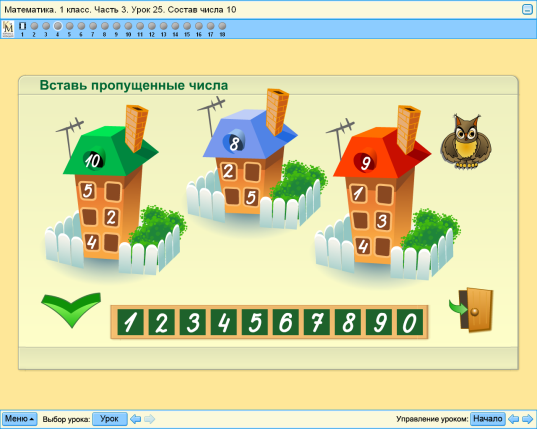 Математика. 1 класс. Часть 3. Урок 25. Состав числа 10
М 1 2 3 4 5 6 7 8 9 10 11 12 13 14 15 16 17 18
Вставь пропущенные числа
10
5
2
4
8
2
5
9
1
3
4
1 2 3 4 5 6 7 8 9 0
Меню Выбор урока: Урок Управление уроком: Начало